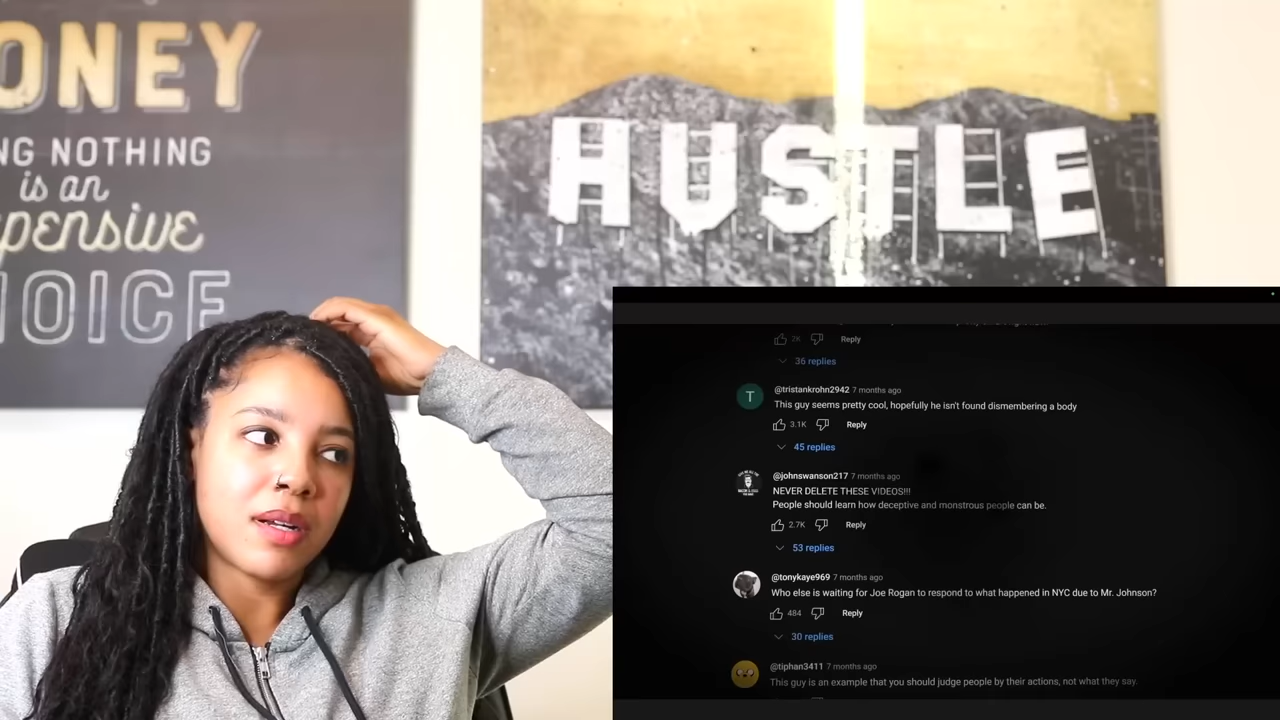 ONEY
NG NOTHING
is an
pensive
HOICE
HUSTLE
2K Reply
36 replies
T
@tristankrohn2942 7 months ago
This guy seems pretty cool, hopefully he isn't found dismembering a body
3.1K Reply
45 replies
@johnswanson217 7 months ago
NEVER DELETE THESE VIDEOS!!!
People should learn how deceptive and monstrous people can be.
2.7K Reply
53 replies
@tonykaye969 7 months ago
Who else is waiting for Joe Rogan to respond to what happened in NYC due to Mr. Johnson?
484 Reply
30 replies
@tiphan3411 7 months ago
This guy is an example that you should judge people by their actions, not what they say.